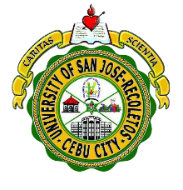 CARITAS SCIENTIA
UNIVERSITY OF SAN JOSE-RECOLETOS
·CEBU CITY·